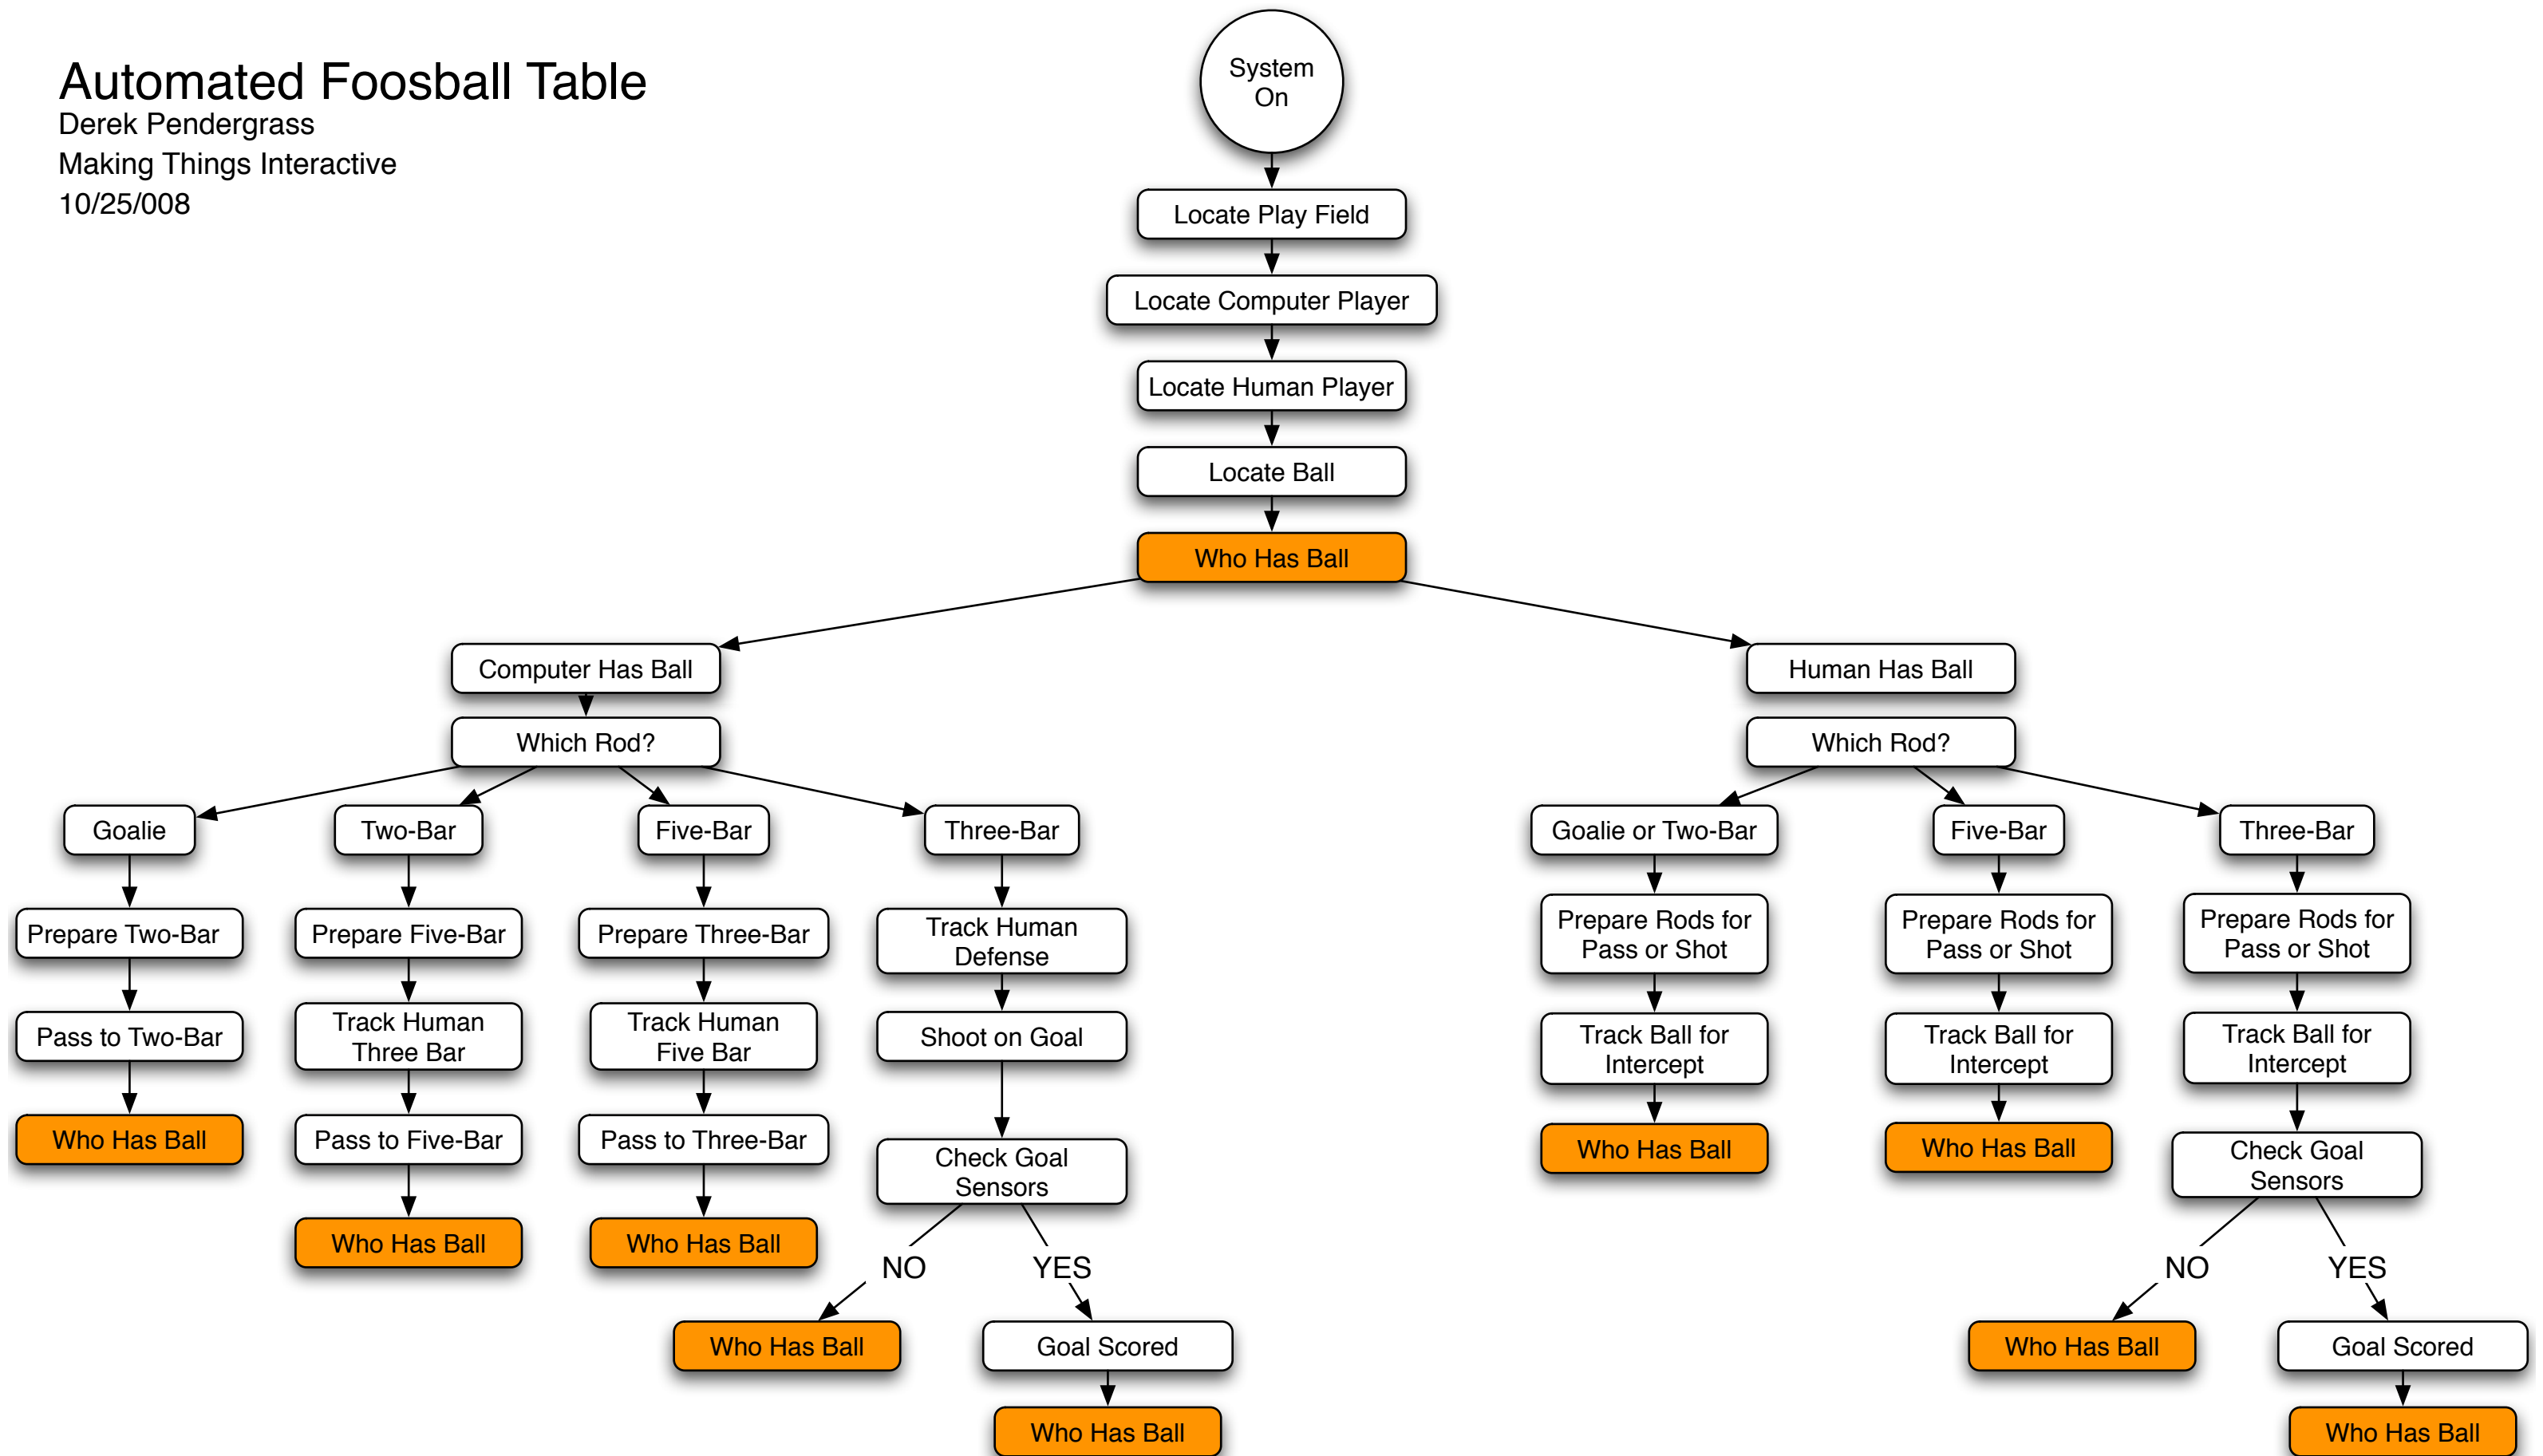 Automated Foosball Table
Derek Pendergrass
Making Things Interactive
10/25/008
System
On
Locate Play Field
Locate Computer Player
Locate Human Player
Locate Ball
Who Has Ball
Computer Has Ball
Human Has Ball
Which Rod?
Which Rod?
Goalie
Two-Bar
Five-Bar
Three-Bar
Goalie or Two-Bar
Five-Bar
Three-Bar
Prepare Two-Bar
Prepare Five-Bar
Prepare Three-Bar
Track Human
Defense
Prepare Rods for
Pass or Shot
Prepare Rods for
Pass or Shot
Prepare Rods for
Pass or Shot
Pass to Two-Bar
Track Human
Three Bar
Track Human
Five Bar
Shoot on Goal
Track Ball for
Intercept
Track Ball for
Intercept
Track Ball for
Intercept
Who Has Ball
Pass to Five-Bar
Pass to Three-Bar
Check Goal
Sensors
Who Has Ball
Who Has Ball
Check Goal
Sensors
Who Has Ball
Who Has Ball
NO
YES
NO
YES
Who Has Ball
Goal Scored
Who Has Ball
Goal Scored
Who Has Ball
Who Has Ball